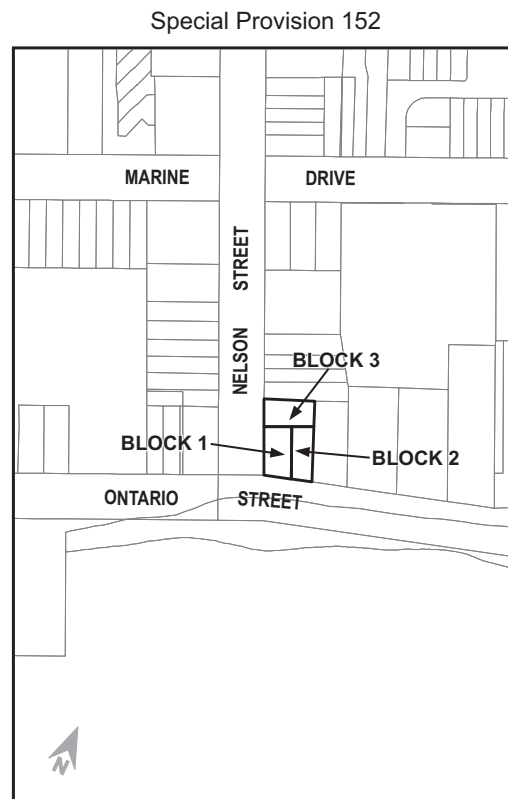 Special Provision 152
MARINE DRIVE
NELSON STREET
BLOCK 3
BLOCK 1
BLOCK 2
ONTARIO STREET
N